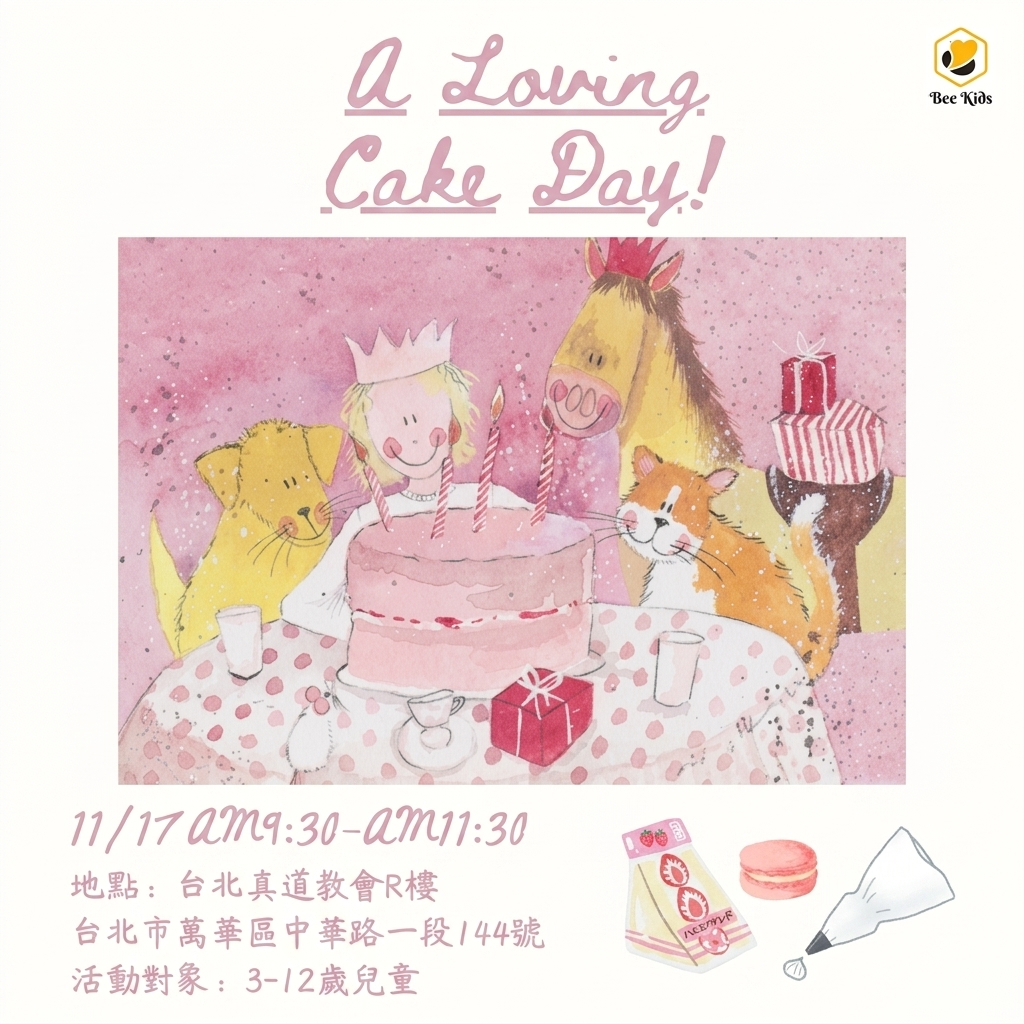 A Loving
Cake Day!
Bee Kids
11/17 AM9:30-AM11:30
地點：台北真道教會R樓
台北市萬華區中華路一段144號
活動對象：3-12歲兒童